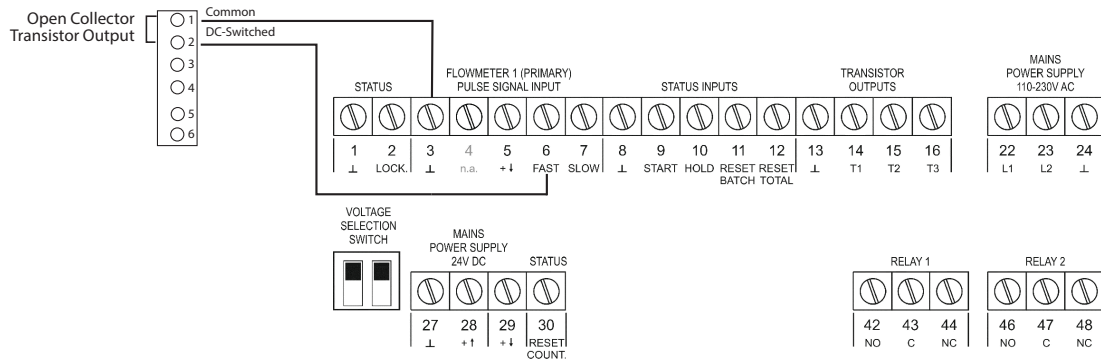 Open Collector
Transistor Output
1
2
3
4
5
6
Common
DC-Switched
STATUS
FLOWMETER 1 (PRIMARY)
PULSE SIGNAL INPUT
STATUS INPUTS
TRANSISTOR
OUTPUTS
MAINS
POWER SUPPLY
110-230V AC
1 2 3 4 5 6 7 8 9 10 11 12 13 14 15 16 22 23 24
⊥ LOCK. ⊥ n.a. +↓ FAST SLOW ⊥ START HOLD RESET RESET ⊥ T1 T2 T3 L1 L2 ⊥
BATCH TOTAL
VOLTAGE
SELECTION
SWITCH
MAINS
POWER SUPPLY
24V DC
STATUS
RELAY 1
RELAY 2
27 28 29 30 42 43 44 46 47 48
⊥ +↑ +↓ RESET NO C NC NO C NC
COUNT.